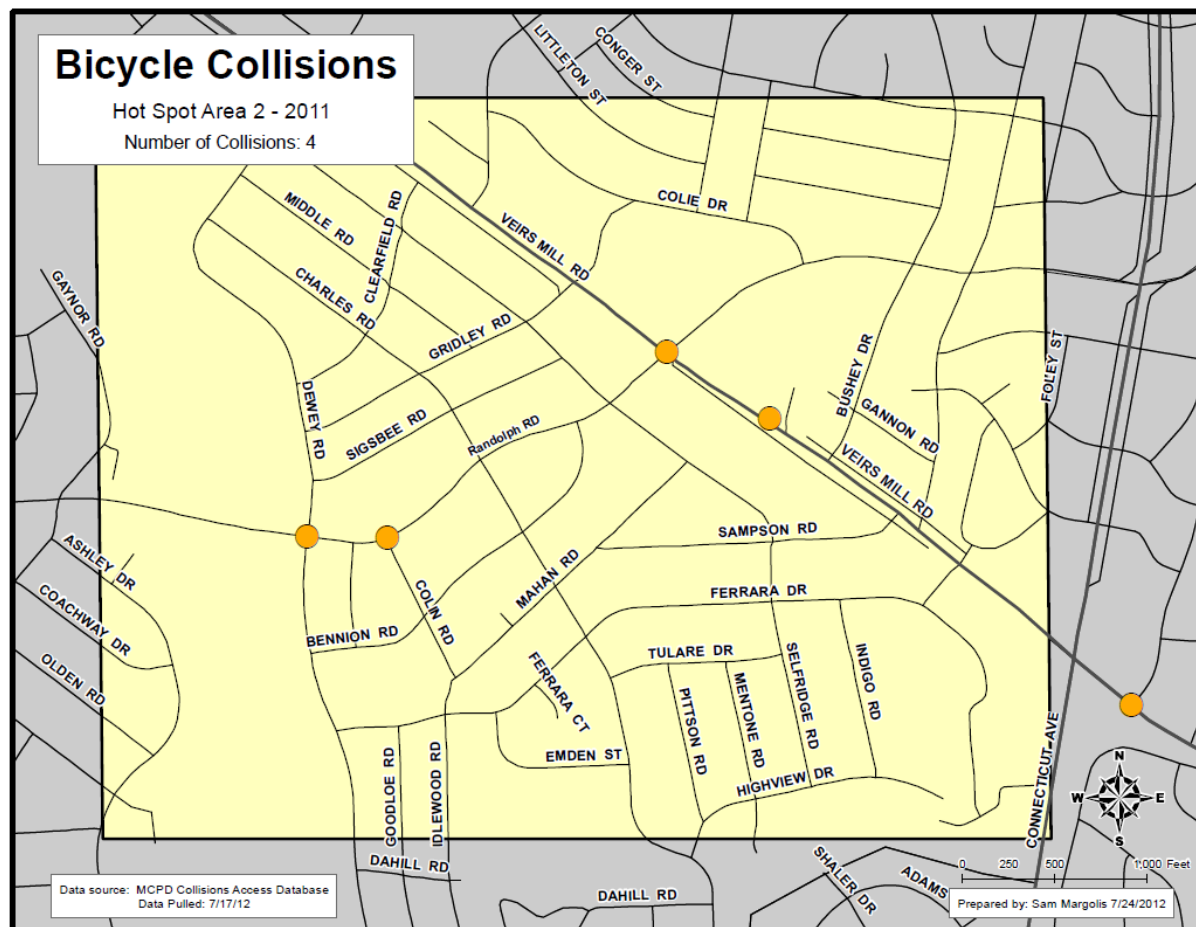 Bicycle Collisions
Hot Spot Area 2 - 2011
Number of Collisions: 4
LITTLETON ST
CONGER ST
COLIE DR
MIDDLE RD
CLEARFIELD RD
VEIRS MILL RD
CHARLES RD
GAYNOR RD
GRIDLEY RD
BUSHEY DR
FOLEY ST
DEWEY RD
SIGSBEE RD
Randolph RD
GANNON RD
VEIRS MILL RD
SAMPSON RD
ASHLEY DR
COACHWAY DR
OLDEN RD
COLIN RD
MAHAN RD
FERRARA DR
BENNION RD
TULARE DR
FERRARA CT
PITTSON RD
MENTONE RD
SELFRIDGE RD
INDIGO RD
EMDEN ST
HIGHVIEW DR
GOODLOE RD
IDLEWOOD RD
CONNECTICUT AVE
N
W
E
S
DAHILL RD
DAHILL RD
SHALER DR
ADAMS
0 250 500 1,000 Feet
Data source: MCPD Collisions Access Database
Data Pulled: 7/17/12
Prepared by: Sam Margolis 7/24/2012